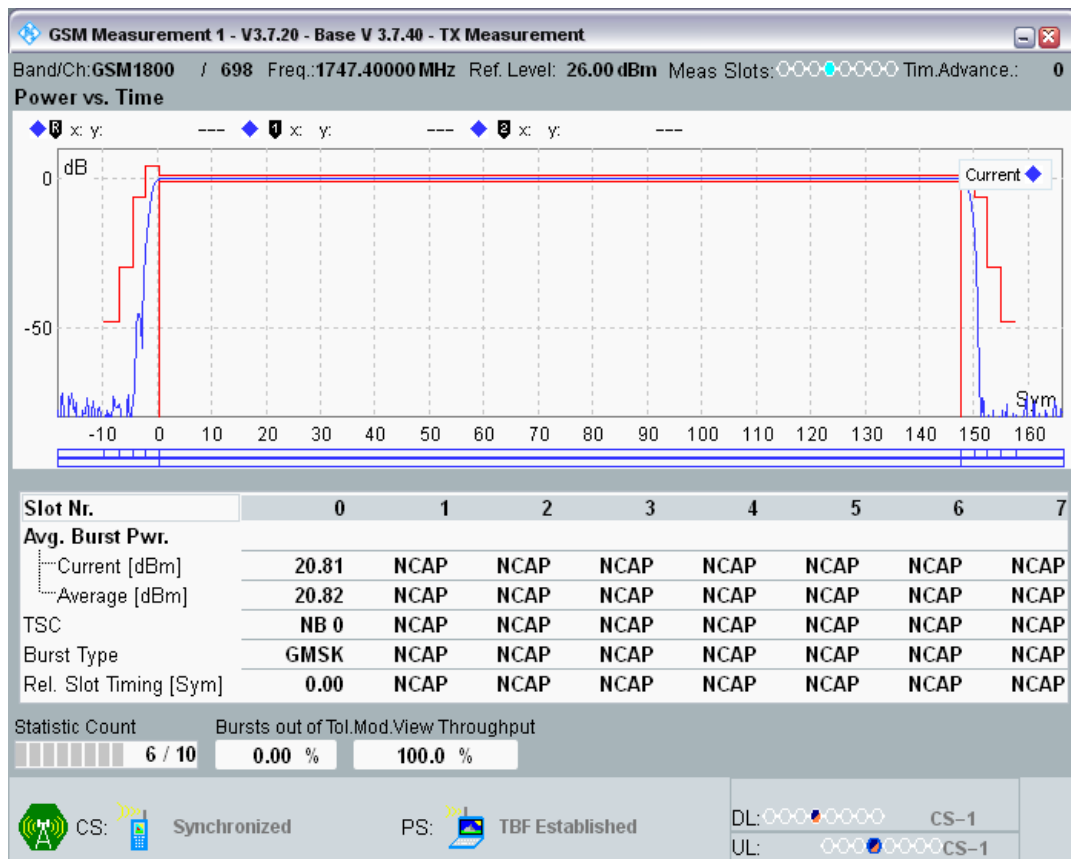 GSM Measurement 1 - V3.7.20 - Base V 3.7.40 - TX Measurement
Band/Ch:GSM1800 / 698 Freq.:1747.40000 MHz Ref. Level: 26.00 dBm Meas Slots: Tim.Advance.: 0
Power vs. Time
R x: y: --- 1 x: y: --- 2 x: y: ---
dB
Current
0
-50
Sym
-10 0 10 20 30 40 50 60 70 80 90 100 110 120 130 140 150 160
Slot Nr. 0 1 2 3 4 5 6 7
Avg. Burst Pwr.
Current [dBm] 20.81 NCAP NCAP NCAP NCAP NCAP NCAP NCAP
Average [dBm] 20.82 NCAP NCAP NCAP NCAP NCAP NCAP NCAP
TSC NB 0 NCAP NCAP NCAP NCAP NCAP NCAP NCAP
Burst Type GMSK NCAP NCAP NCAP NCAP NCAP NCAP NCAP
Rel. Slot Timing [Sym] 0.00 NCAP NCAP NCAP NCAP NCAP NCAP NCAP
Statistic Count Bursts out of Tol.Mod.View Throughput
6 / 10 0.00 % 100.0 %
CS: Synchronized PS: TBF Established
DL: CS-1
UL: CS-1